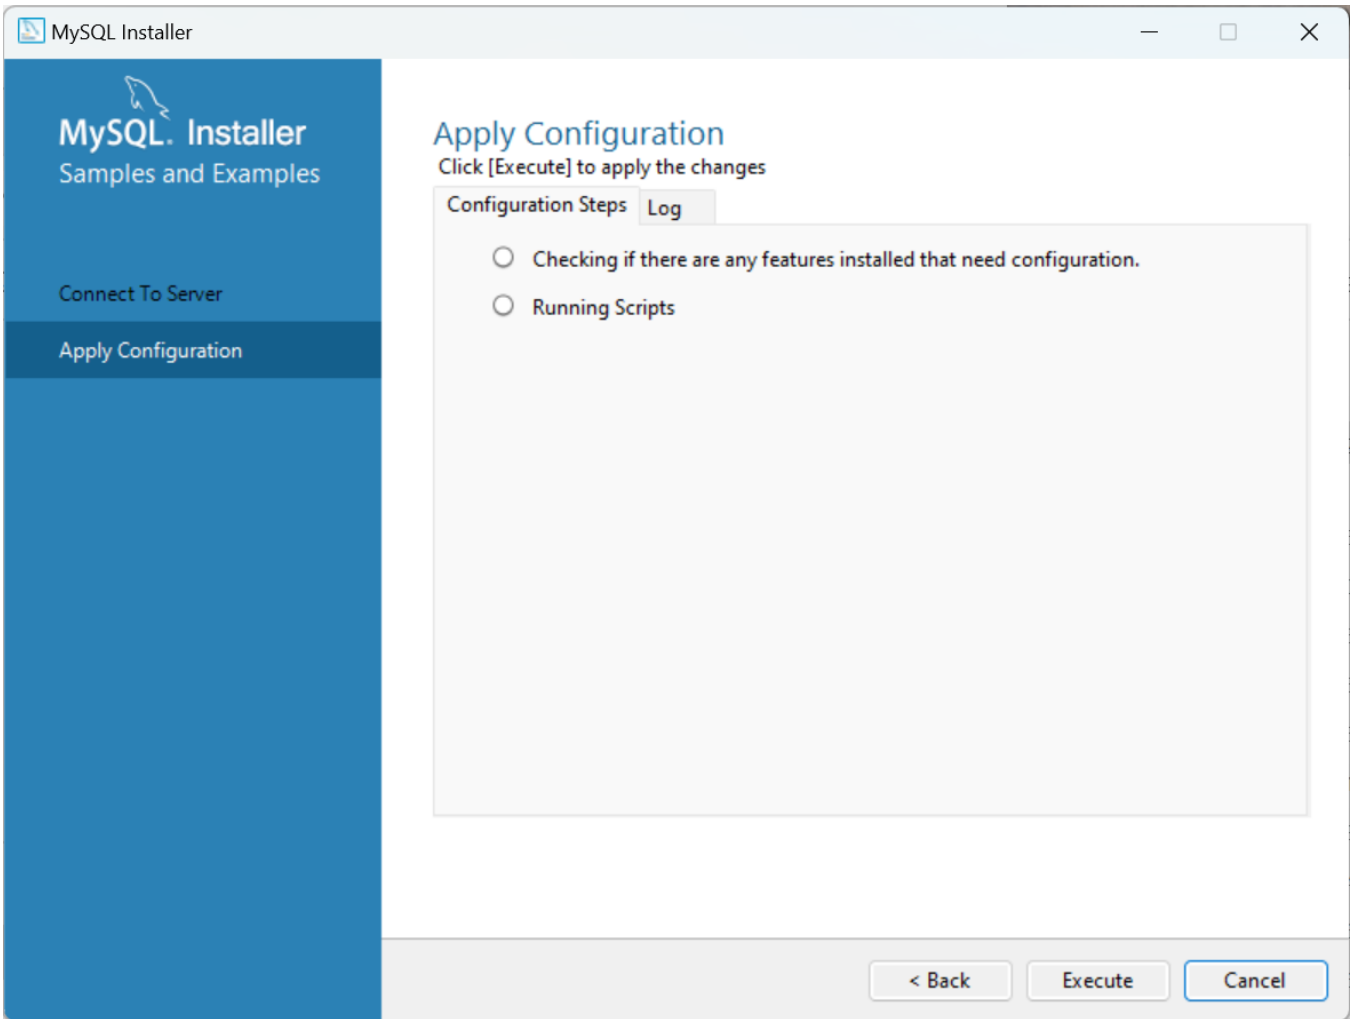 MySQL Installer
MySQL. Installer
Samples and Examples
Connect To Server
Apply Configuration
Apply Configuration
Click [Execute] to apply the changes
Configuration Steps
Log
Checking if there are any features installed that need configuration.
Running Scripts
< Back
Execute
Cancel